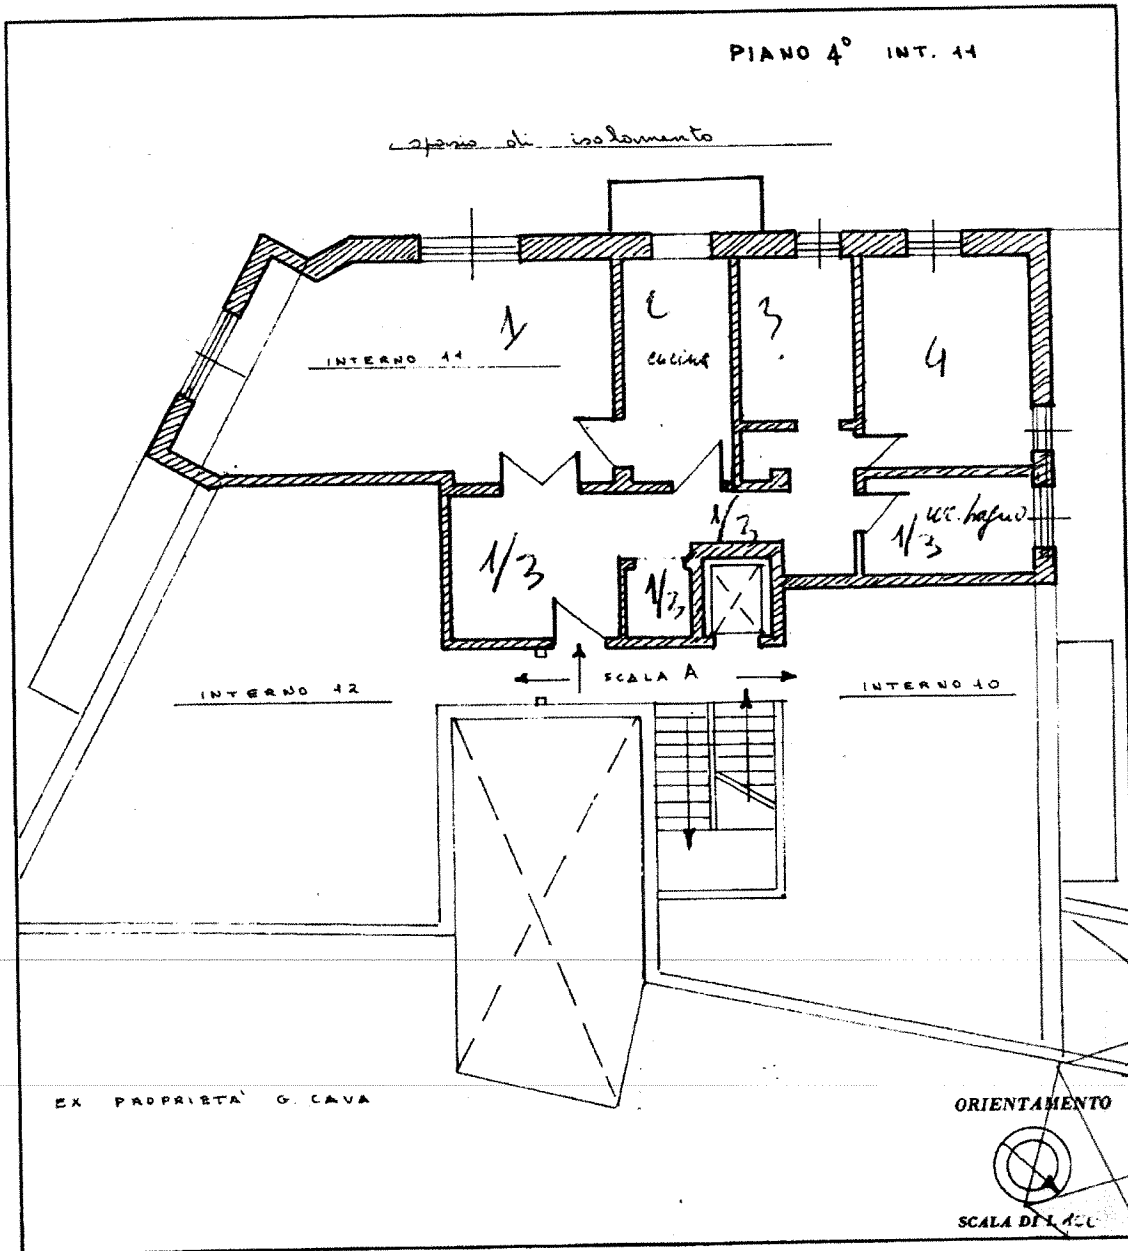 PIANO 4° INT. 11
spazio di isolamento
1
2
3
4
INTERNO 11
cucina
1/3
W.C. bagno
1/3
1/3
1/3
SCALA A
INTERNO 12
INTERNO 10
EX PROPRIETA' G. CAVA
ORIENTAMENTO
SCALA DI 1: